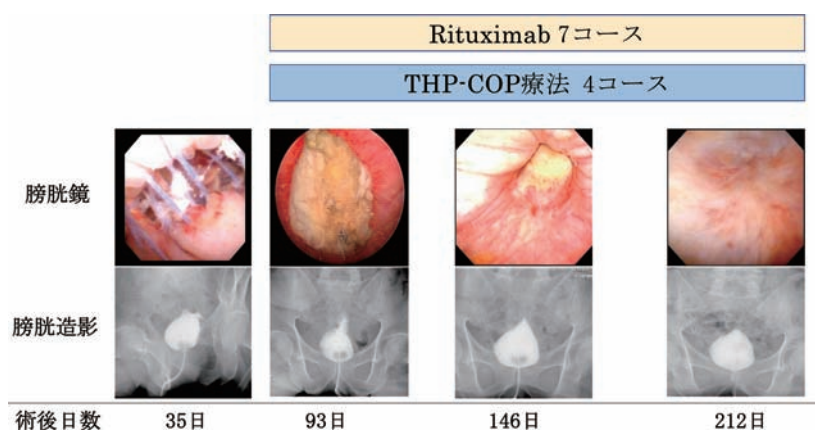 Rituximab 7コース
THP-COP療法 4コース
膀胱鏡
膀胱造影
術後日数 35日 93日 146日 212日